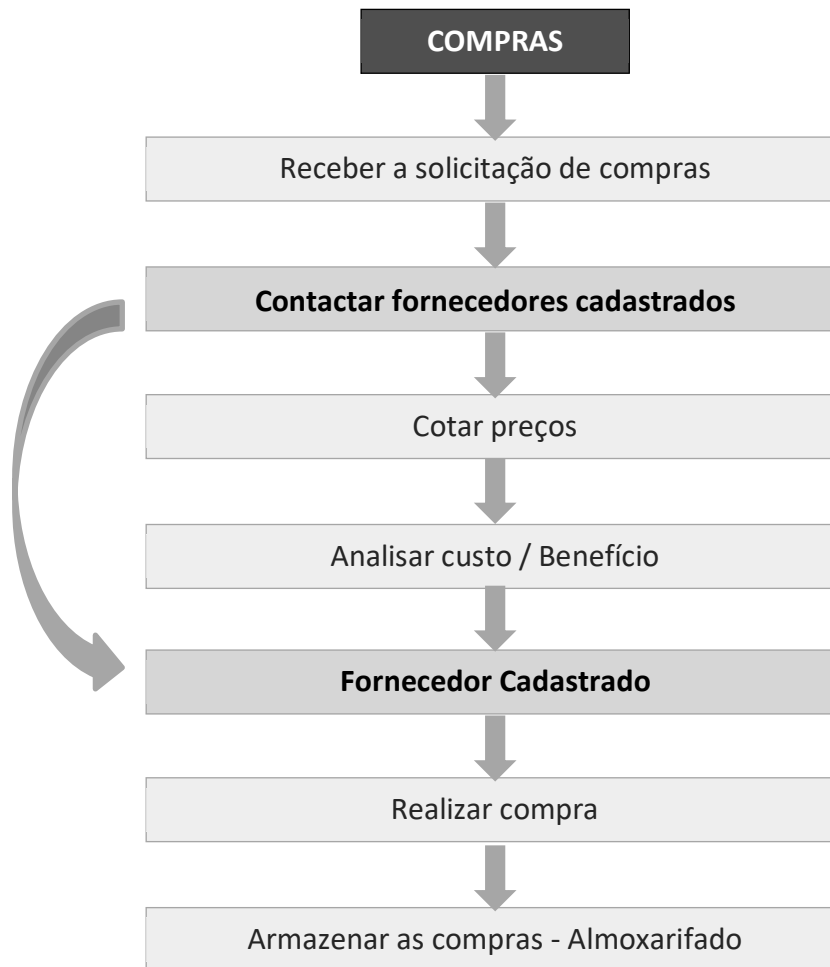 COMPRAS
Receber a solicitação de compras
Contactar fornecedores cadastrados
Cotar preços
Analisar custo / Benefício
Fornecedor Cadastrado
Realizar compra
Armazenar as compras - Almoxarifado